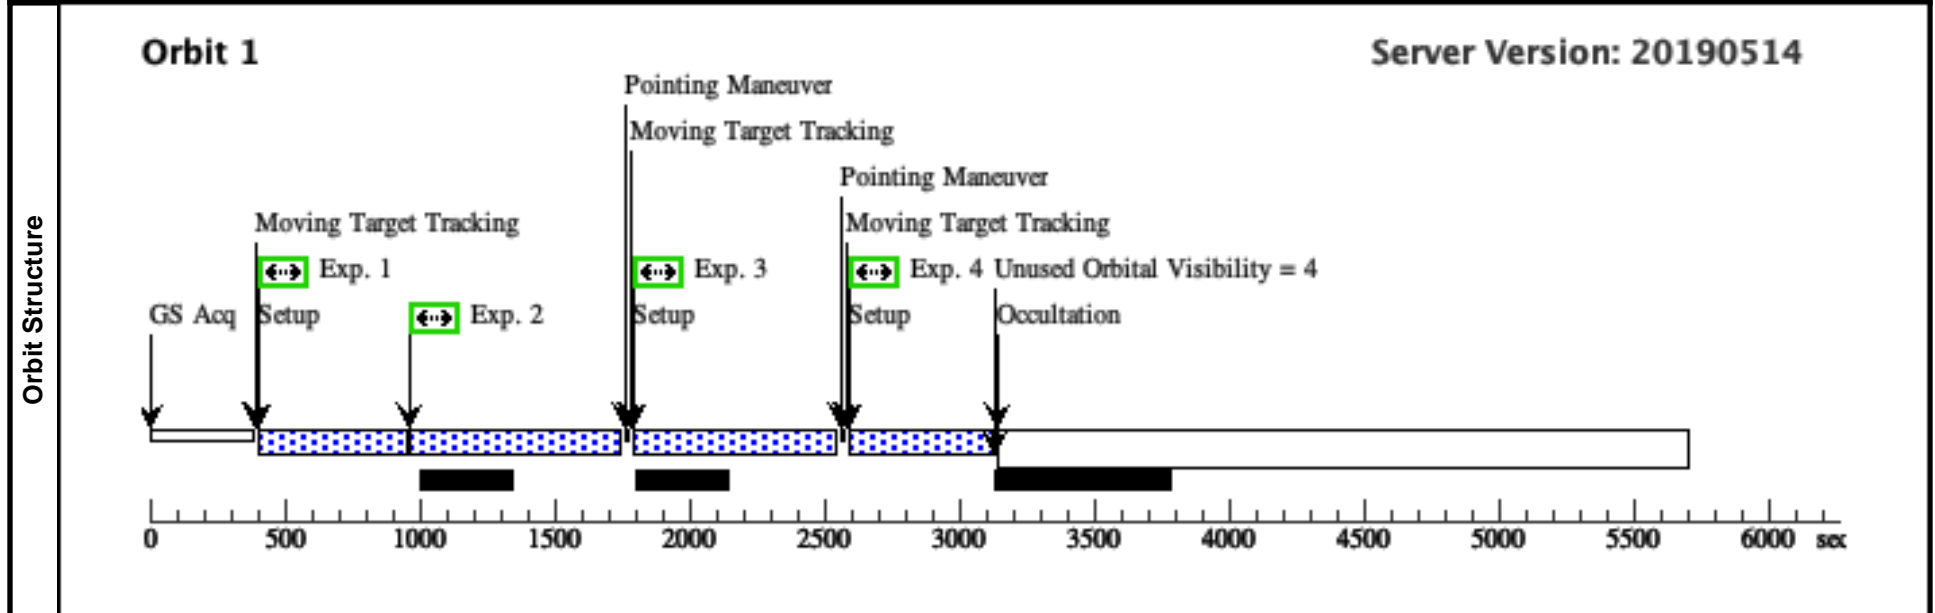 Orbit Structure
Orbit 1
Server Version: 20190514
Pointing Maneuver
Moving Target Tracking
Pointing Maneuver
Moving Target Tracking
Moving Target Tracking
Exp. 1
Exp. 3
Exp. 4
Unused Orbital Visibility = 4
GS Acq
Setup
Exp. 2
Setup
Setup
Occultation
0 500 1000 1500 2000 2500 3000 3500 4000 4500 5000 5500 6000 sec